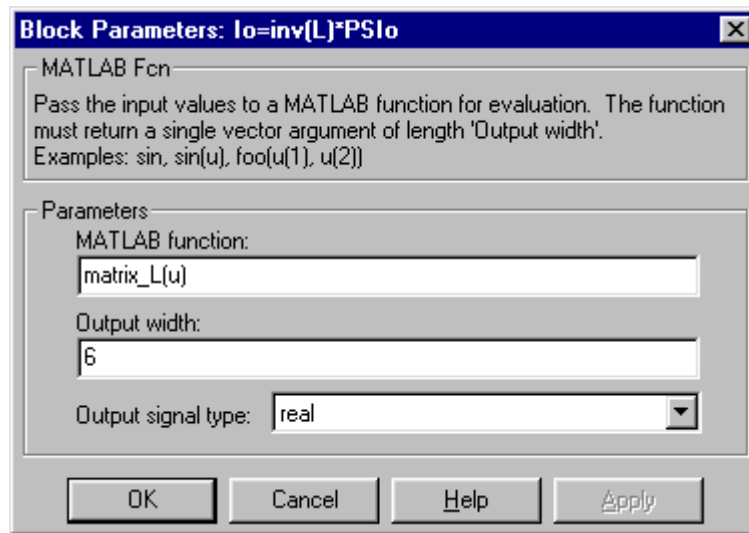 Block Parameters: Io=inv(L)*PSIo
MATLAB Fcn
Pass the input values to a MATLAB function for evaluation. The function
must return a single vector argument of length 'Output width'.
Examples: sin, sin(u), foo(u(1), u(2))
Parameters
MATLAB function:
matrix_L(u)
Output width:
6
Output signal type: real
OK Cancel Help Apply